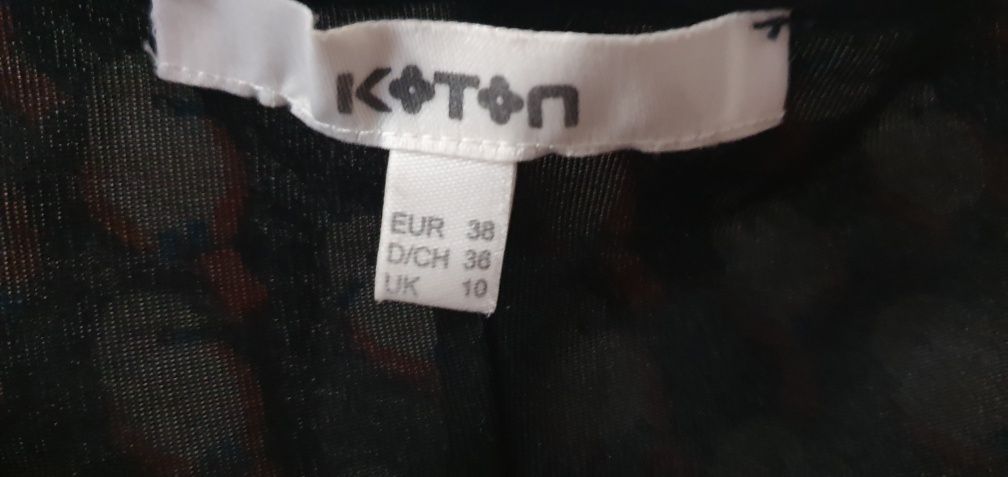 KOTON
EUR 38
D/CH 36
UK 10